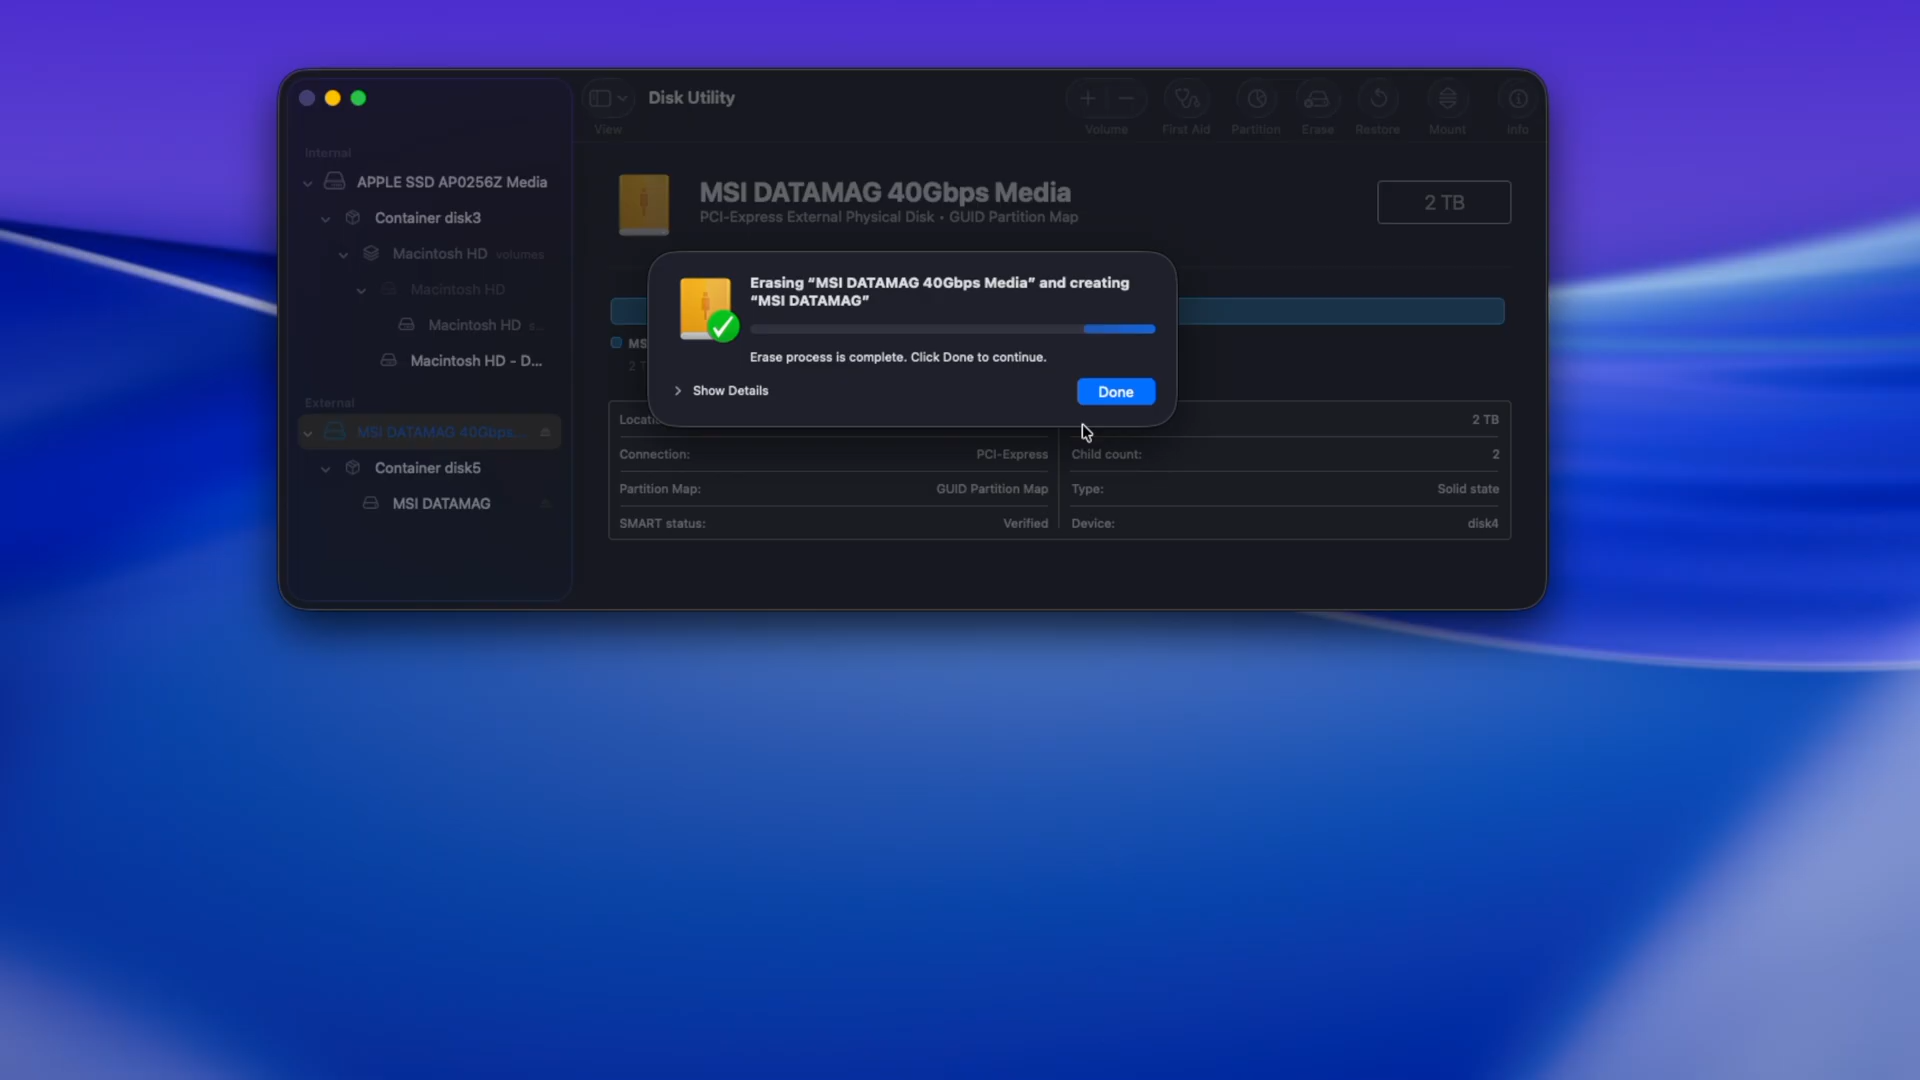 Disk Utility
View
Volume
First Aid
Partition
Erase
Restore
Mount
Info
Internal
APPLE SSD AP0256Z Media
Container disk3
Macintosh HD volumes
Macintosh HD
Macintosh HD s...
Macintosh HD - D...
External
MSI DATAMAG 40Gbps...
Container disk5
MSI DATAMAG
MSI DATAMAG 40Gbps Media
PCI-Express External Physical Disk • GUID Partition Map
2 TB
Erasing “MSI DATAMAG 40Gbps Media” and creating
“MSI DATAMAG”
Erase process is complete. Click Done to continue.
Show Details
Done
2 TB
Connection:
PCI-Express
Child count:
2
Partition Map:
GUID Partition Map
Type:
Solid state
SMART status:
Verified
Device:
disk4